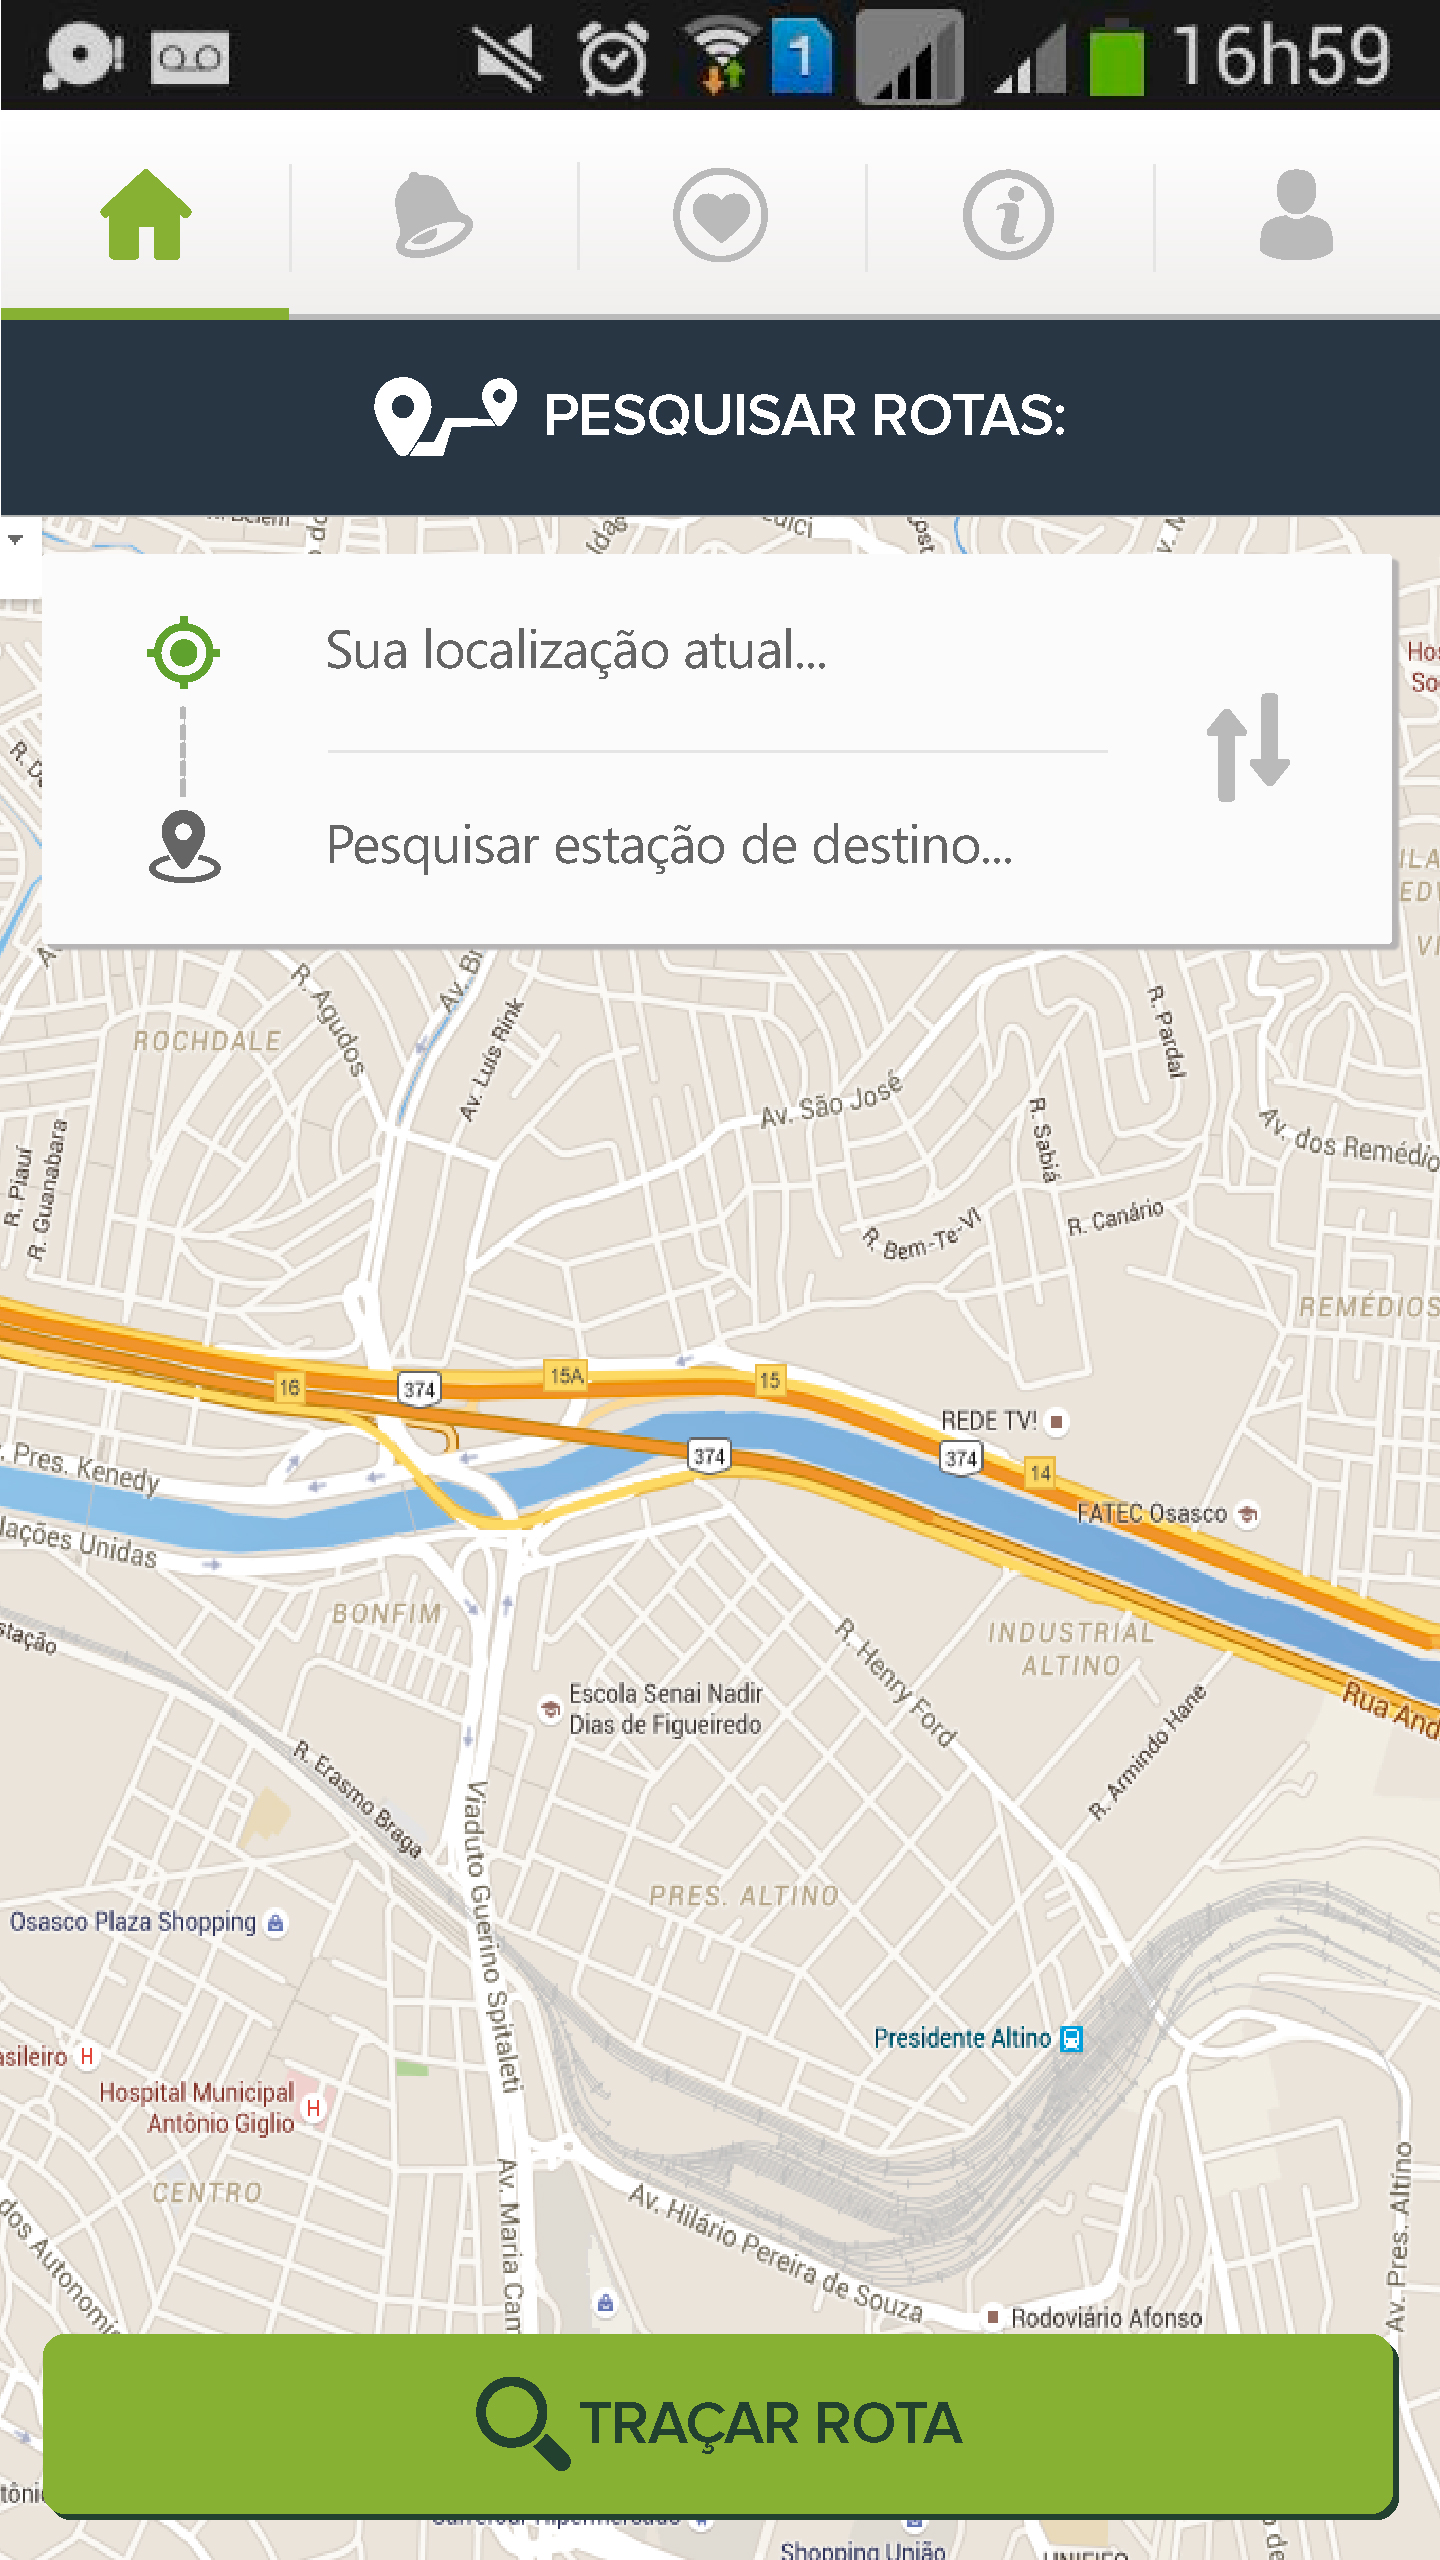 1
16h59
PESQUISAR ROTAS:
Sua localização atual...
Pesquisar estação de destino...
R. Agudos
ROCHDALE
Av. Luís Rink
R. Pardal
Av. São José
R. Sabiá
Av. dos Remédio
R. Piauí
R. Guanabara
R. Canário
R. Bem-Te-Vi
REMÉDIOS
16
374
15A
15
REDE TV!
374
374
14
Pres. Kenedy
FATEC Osasco
Unidas
BONFIM
INDUSTRIAL
ALTINO
R. Henry Ford
Escola Senai Nadir
Dias de Figueiredo
R. Armindo Hane
Rua And
R. Erasmo Braga
Viaduto Guerino Spitaleti
PRES. ALTINO
Osasco Plaza Shopping
Presidente Altino
asileiro H
Hospital Municipal
Antônio Giglio
H
CENTRO
Av. Maria Cam
Av. Hilário Pereira de Souza
Av. Pres. Altino
dos Autonomis
Rodoviário Afonso
TRAÇAR ROTA
Shopping União